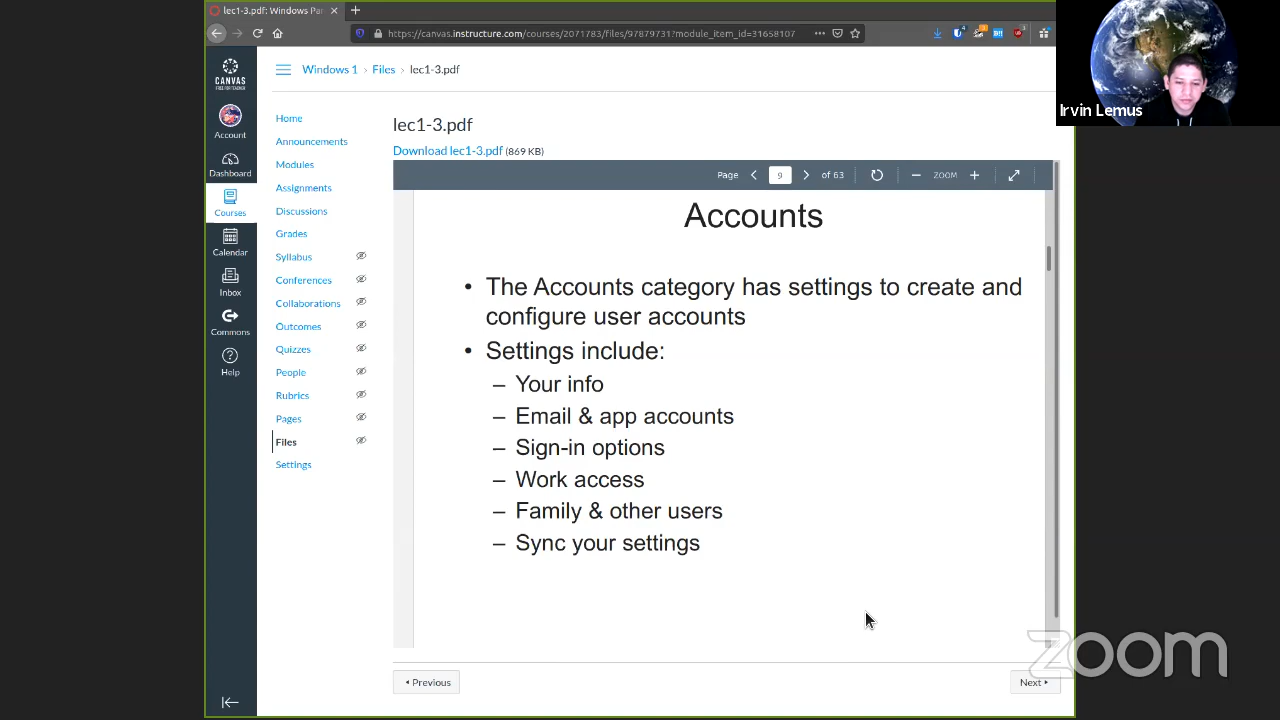 lec1-3.pdf: Windows Par
https://canvas.instructure.com/courses/2071783/files/97879731?module_item_id=31658107
Irvin Lemus
CANVAS
FREE FOR TEACHER
Account
Dashboard
Courses
Calendar
Inbox
Commons
Help
Windows 1 › Files › lec1-3.pdf
Home
Announcements
Modules
Assignments
Discussions
Grades
Syllabus
Conferences
Collaborations
Outcomes
Quizzes
People
Rubrics
Pages
Files
Settings
lec1-3.pdf
Download lec1-3.pdf (869 KB)
Page 9 of 63 ZOOM
Accounts
• The Accounts category has settings to create and
configure user accounts
• Settings include:
– Your info
– Email & app accounts
– Sign-in options
– Work access
– Family & other users
– Sync your settings
Previous
Next
zoom